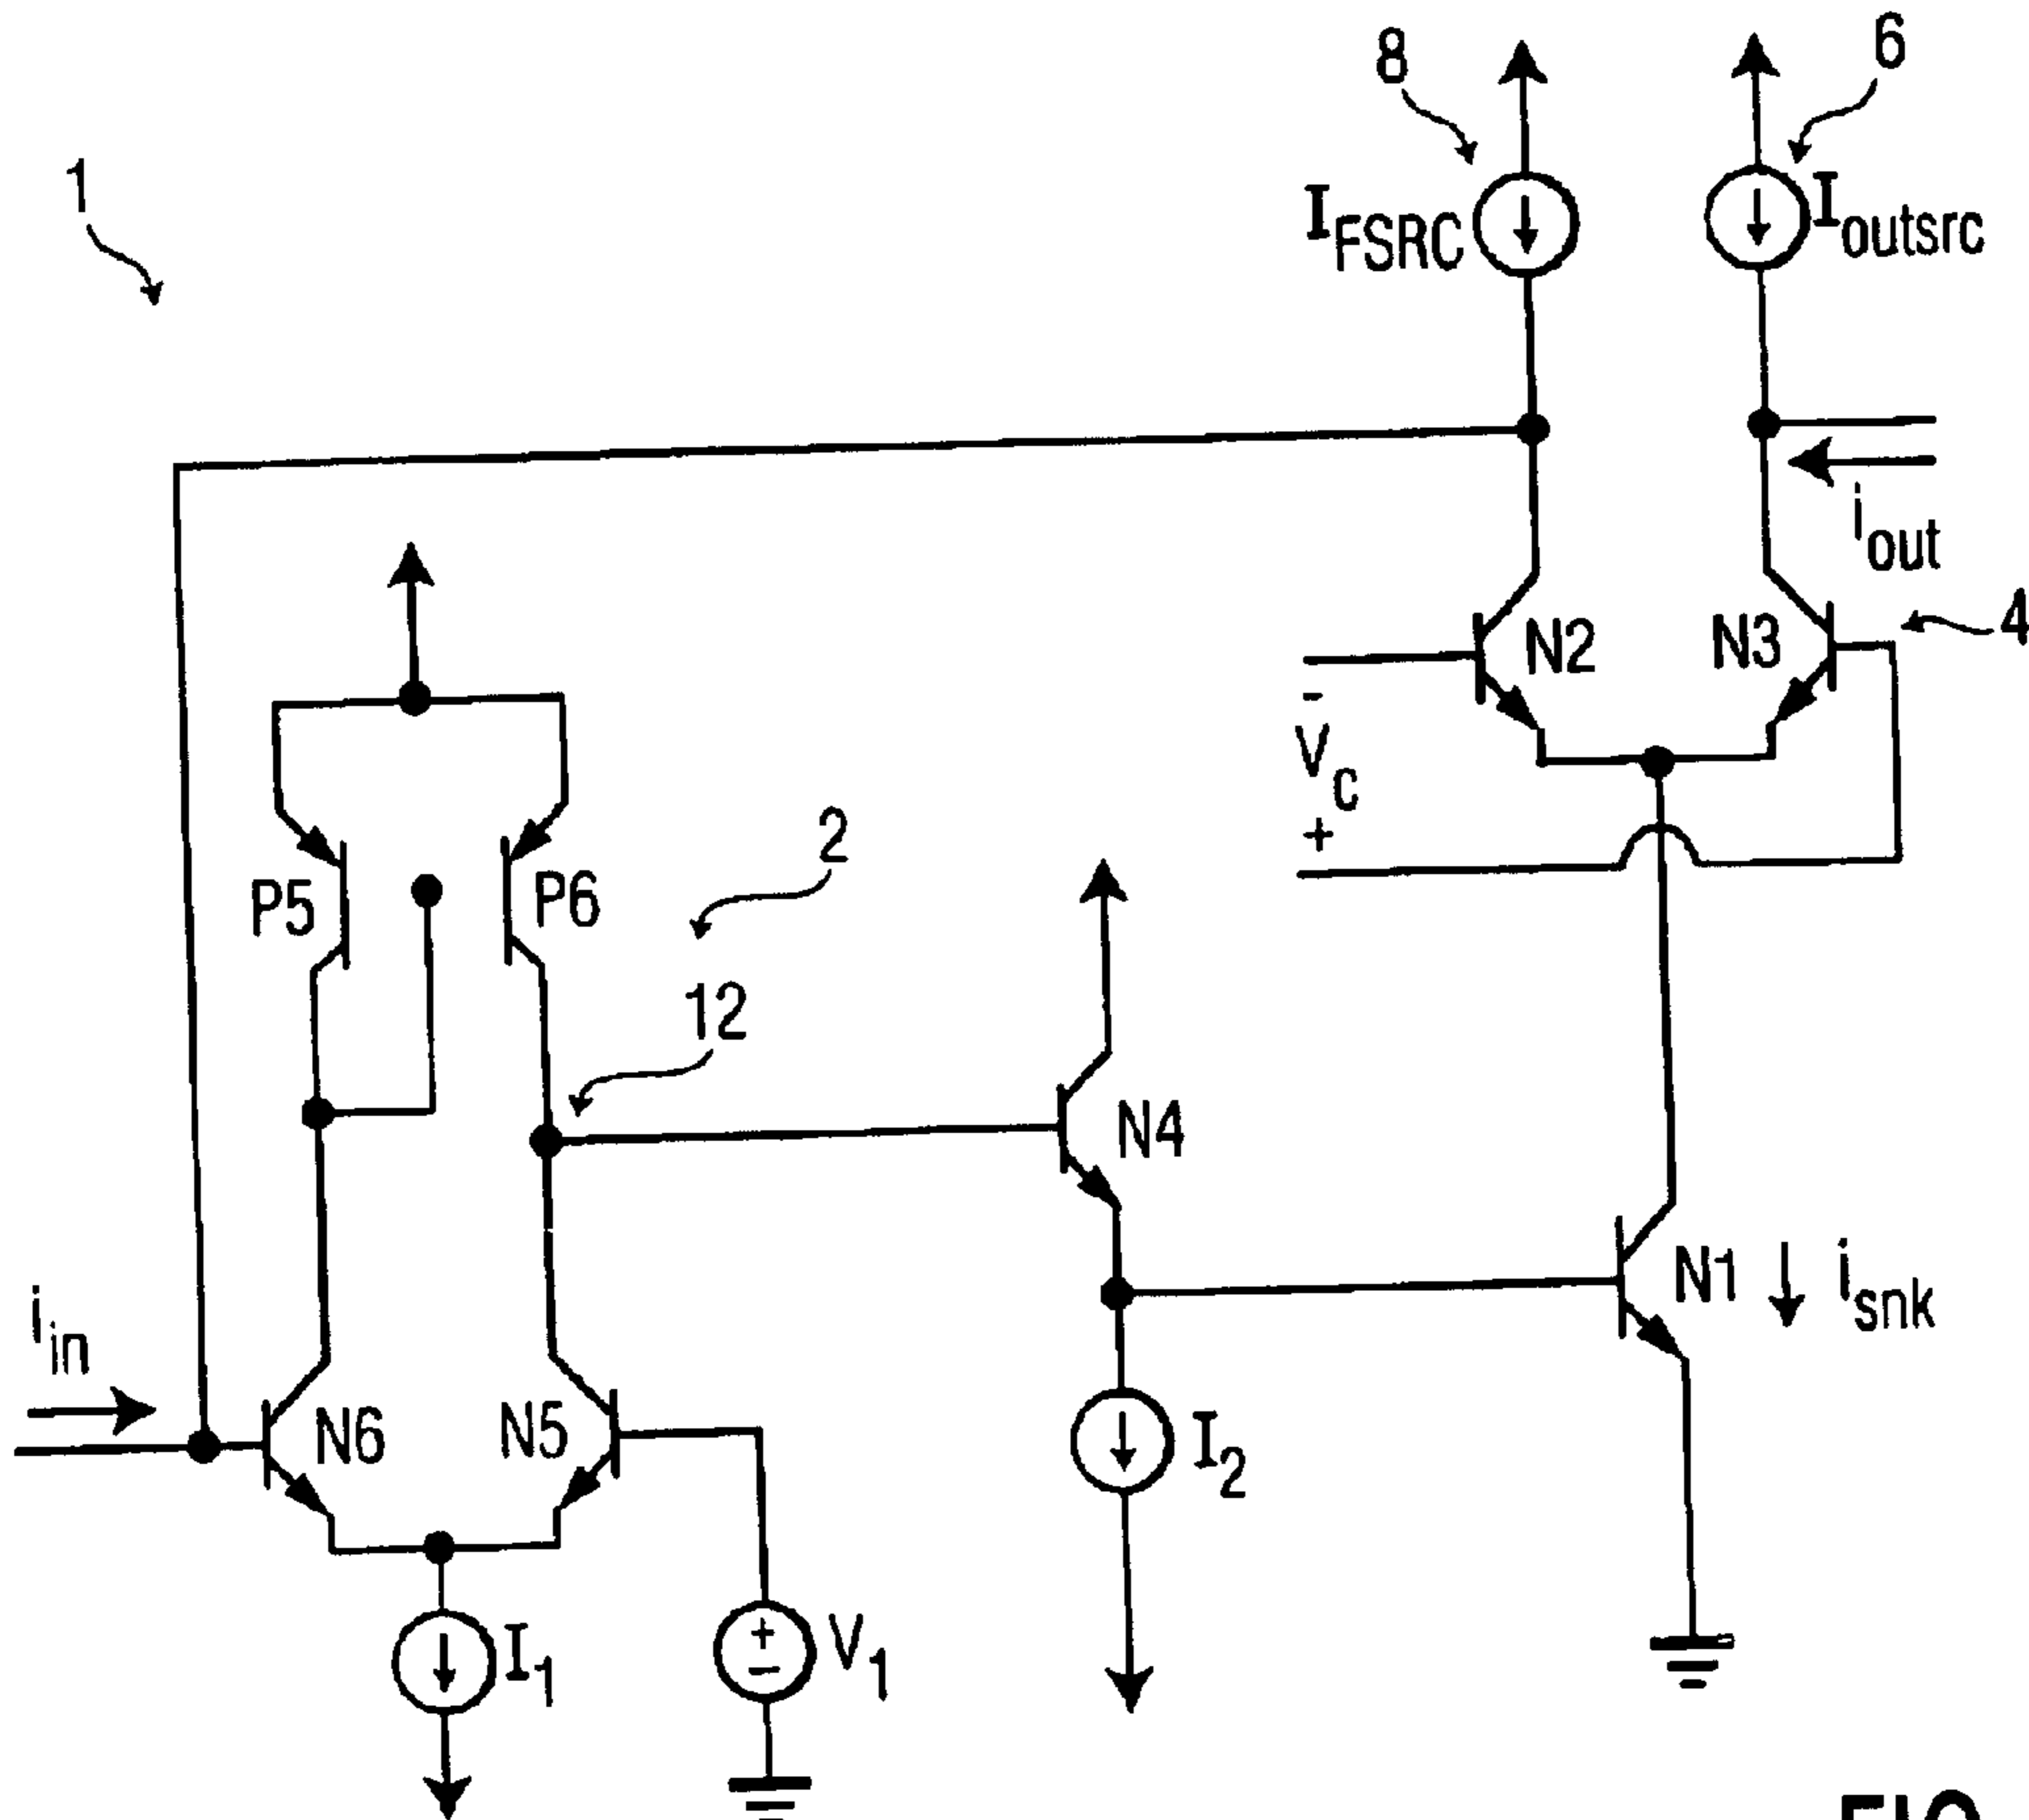 8
6
1
I_FSRC
I_outsrc
i_out
4
N2
N3
-
V_C
+
2
P5
P6
12
N4
i_in
N1
i_snk
N6
N5
I_2
I_1
+
−
V_1
FIG